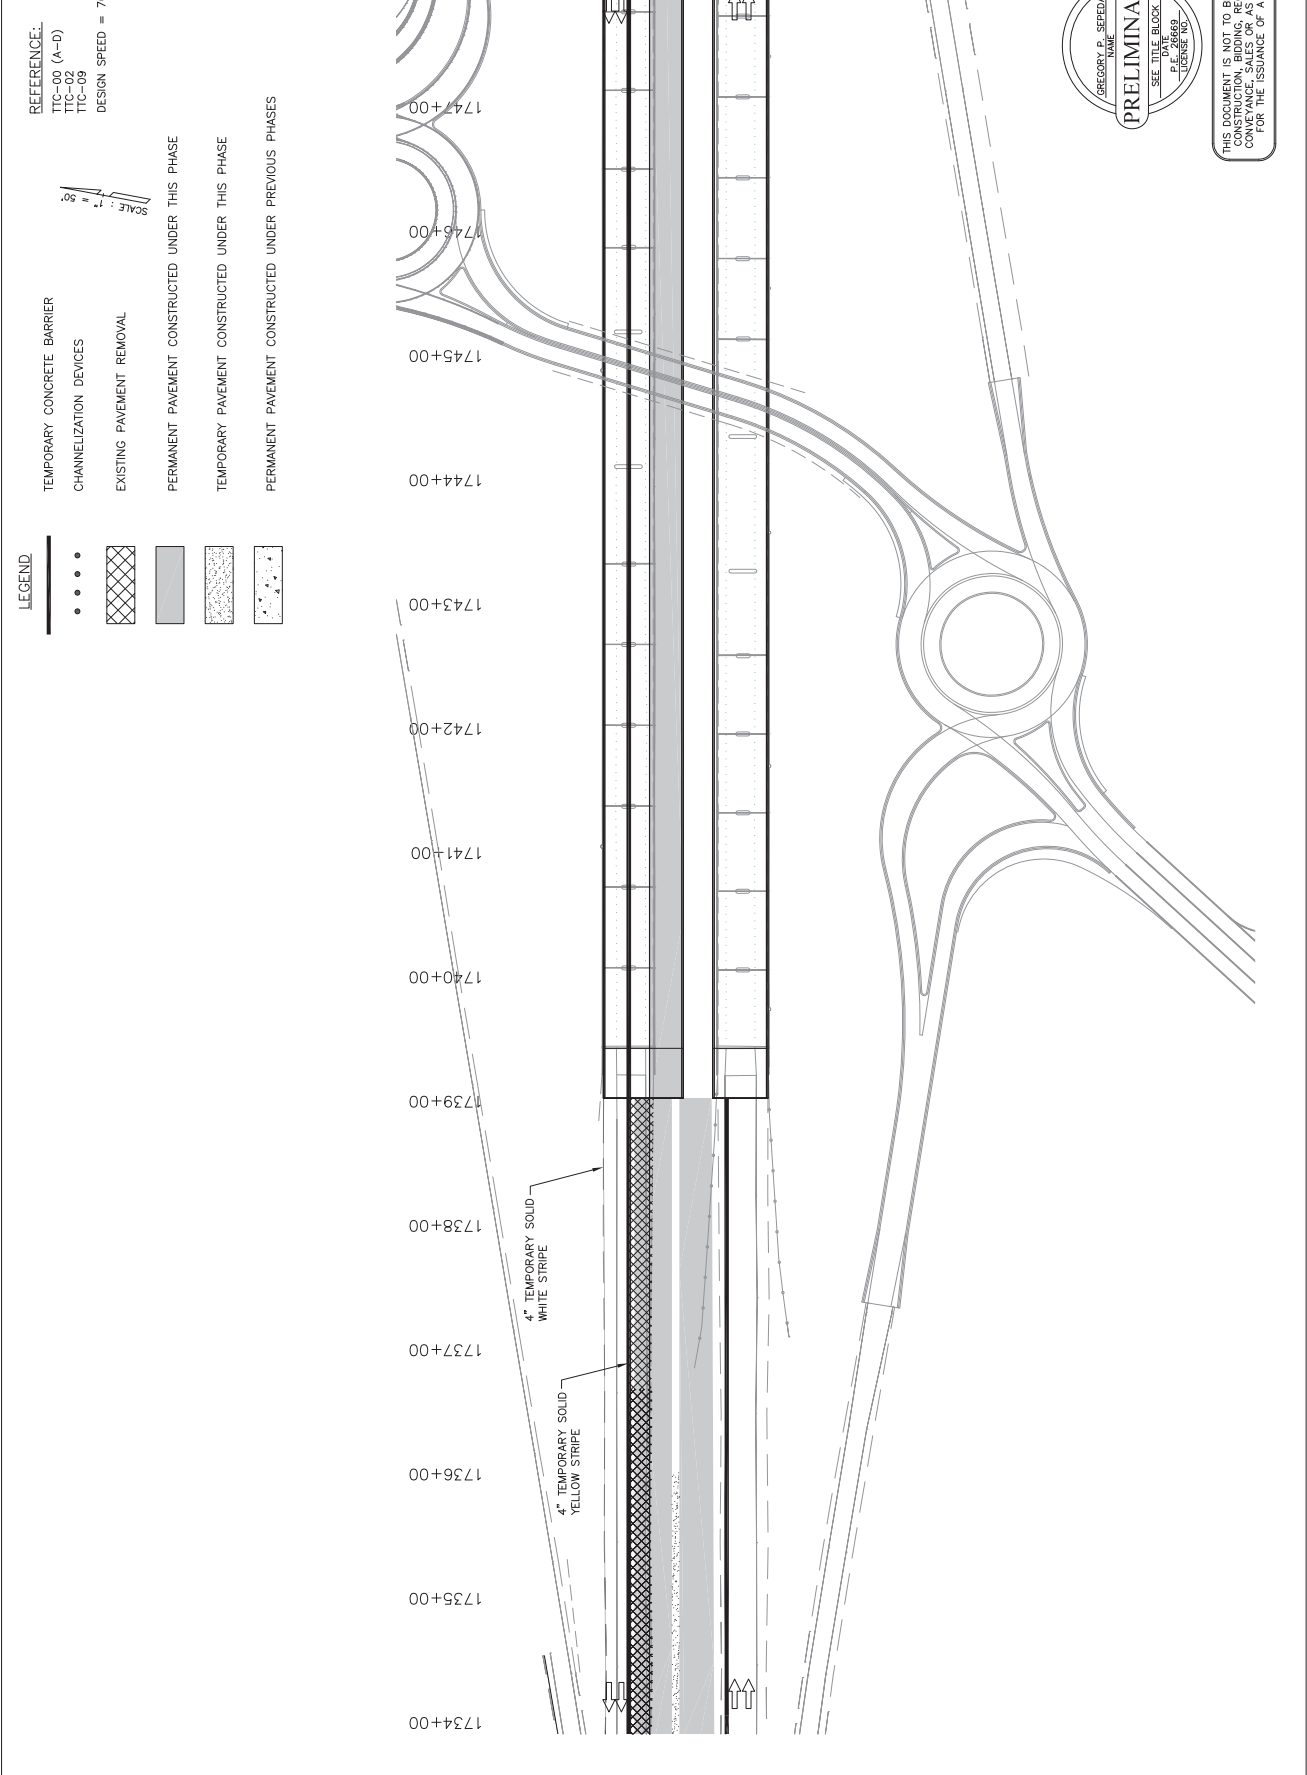 REFERENCE:
TTC-00 (A-D)
TTC-02
TTC-09
DESIGN SPEED = 7
SCALE : 1" = 50'
LEGEND
TEMPORARY CONCRETE BARRIER
CHANNELIZATION DEVICES
EXISTING PAVEMENT REMOVAL
PERMANENT PAVEMENT CONSTRUCTED UNDER THIS PHASE
TEMPORARY PAVEMENT CONSTRUCTED UNDER THIS PHASE
PERMANENT PAVEMENT CONSTRUCTED UNDER PREVIOUS PHASES
1734+00
1735+00
1736+00
1737+00
1738+00
1739+00
1740+00
1741+00
1742+00
1743+00
1744+00
1745+00
1746+00
1747+00
4" TEMPORARY SOLID
WHITE STRIPE
4" TEMPORARY SOLID
YELLOW STRIPE
GREGORY P. SEPEDA
NAME
PRELIMINA
SEE TITLE BLOCK
DATE
P.E. 26669
LICENSE NO.
THIS DOCUMENT IS NOT TO B
CONSTRUCTION, BIDDING, RE
CONVEYANCE, SALES OR AS
FOR THE ISSUANCE OF A